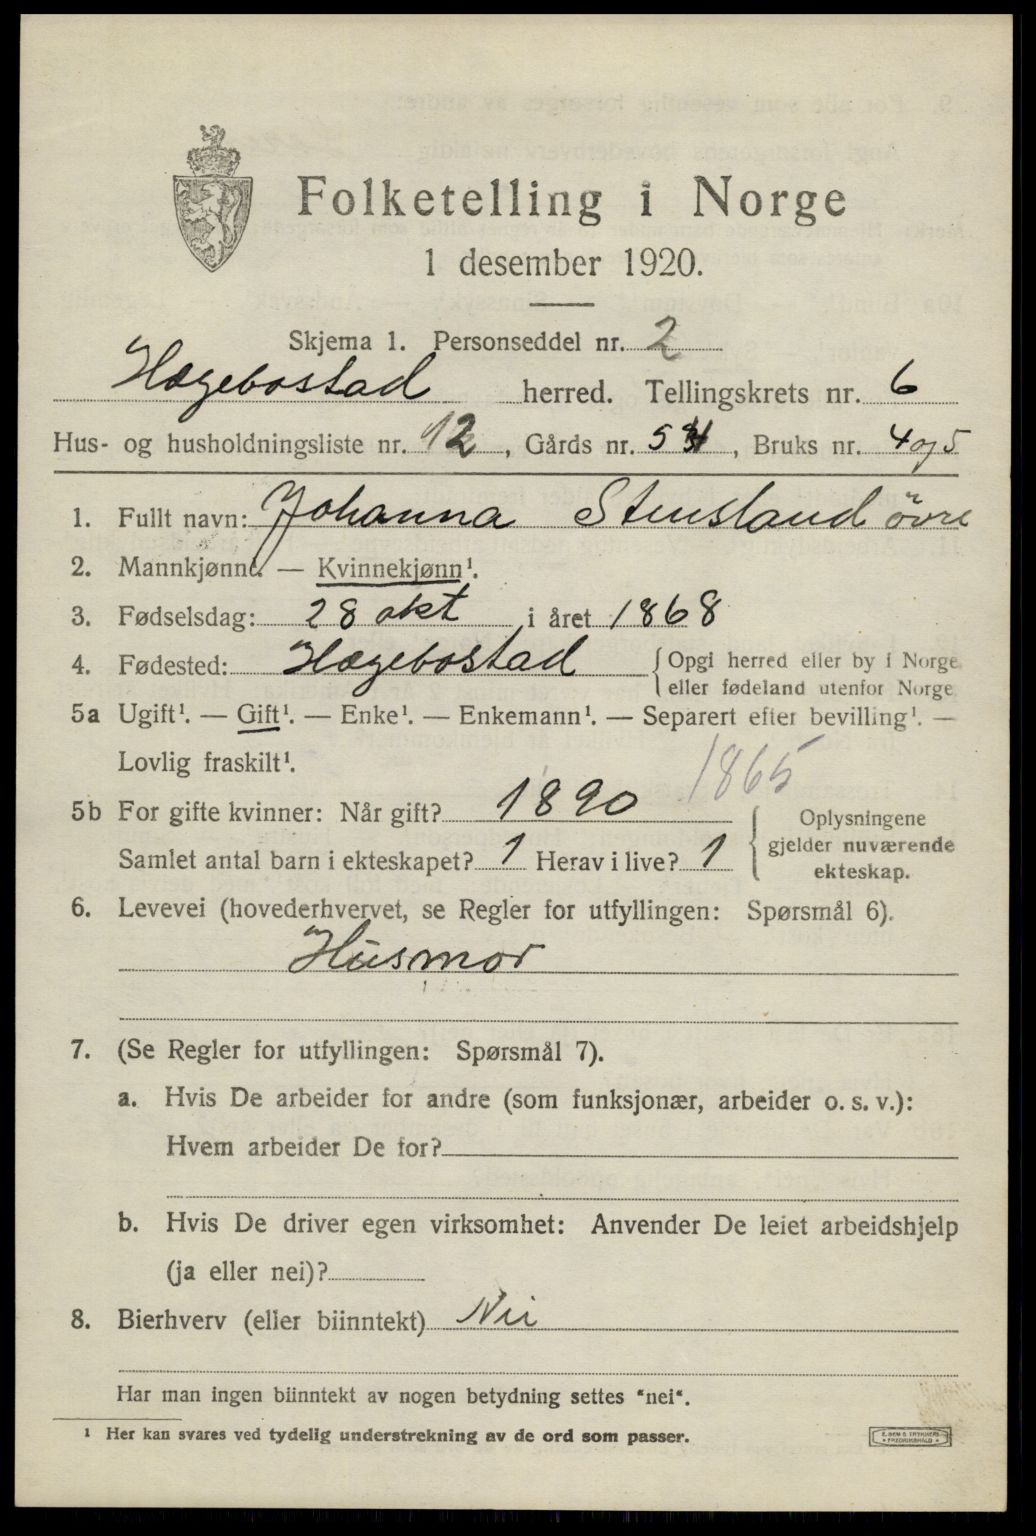 Folketelling i Norge
1 desember 1920.
Skjema 1. Personseddel nr. 2
Hægebostad herred. Tellingskrets nr. 6
Hus- og husholdningsliste nr. 12, Gårds nr. 54, Bruks nr. 4 og 5
1. Fullt navn: Johanna Stensland øvre
2. Mannkjønn¹. — Kvinnekjønn¹.
3. Fødselsdag: 28 okt i året 1868
4. Fødested: Hægebostad {Opgi herred eller by i Norge
eller fødeland utenfor Norge
5a Ugift¹. — Gift¹. — Enke¹. — Enkemann¹. — Separert efter bevilling¹. —
Lovlig fraskilt¹.
1865
5b For gifte kvinner: Når gift? 1890
Samlet antal barn i ekteskapet? 1 Herav i live? 1
{Oplysningene
gjelder nuværende
ekteskap.
6. Levevei (hovederhvervet, se Regler for utfyllingen: Spørsmål 6).
Husmor
7. (Se Regler for utfyllingen: Spørsmål 7).
a. Hvis De arbeider for andre (som funksjonær, arbeider o. s. v.):
Hvem arbeider De for?
b. Hvis De driver egen virksomhet: Anvender De leiet arbeidshjelp
(ja eller nei)?
8. Bierhverv (eller biinntekt) Nei
Har man ingen biinntekt av nogen betydning settes "nei".
¹ Her kan svares ved tydelig understrekning av de ord som passer.